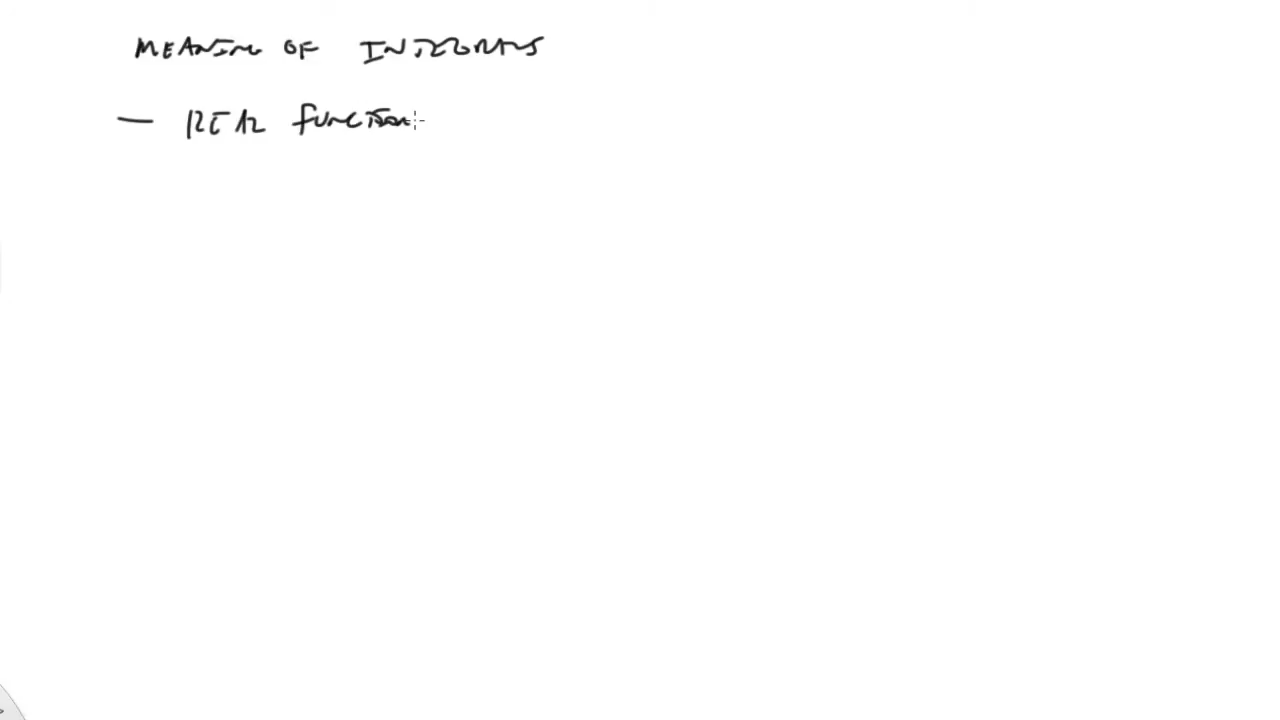 MEANING OF INTEGRALS
— REAL FUNCTION